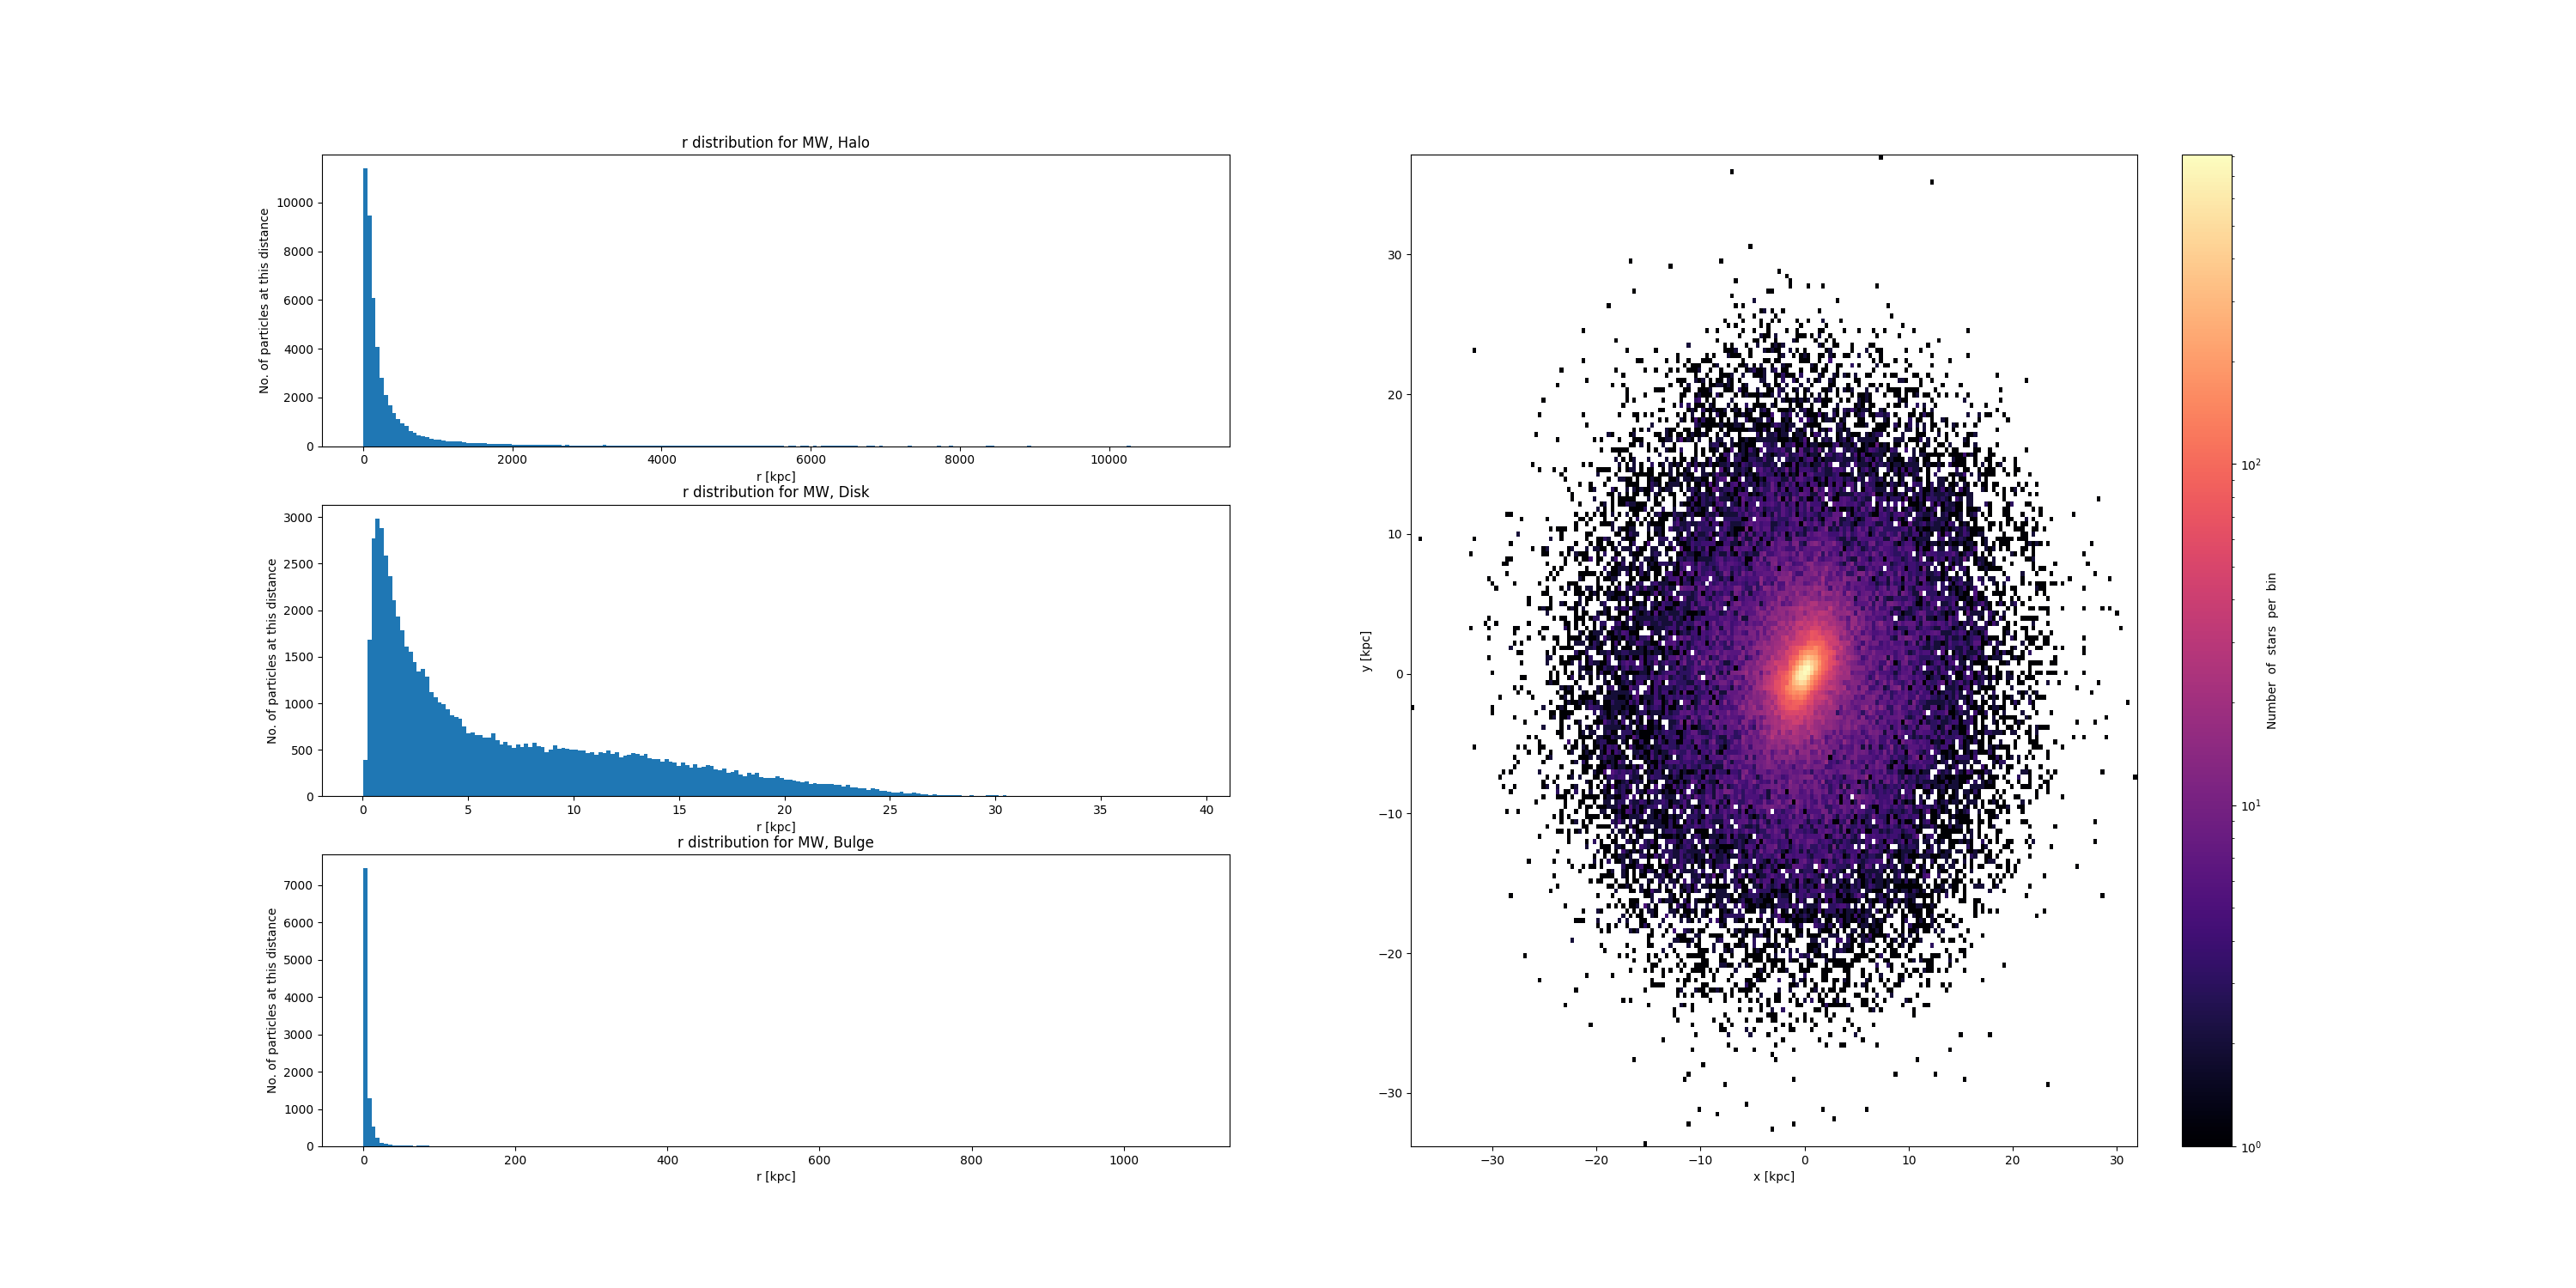 r distribution for MW, Halo
No. of particles at this distance
10000
8000
6000
4000
2000
0
0 2000 4000 6000 8000 10000
r [kpc]
r distribution for MW, Disk
No. of particles at this distance
3000
2500
2000
1500
1000
500
0
0 5 10 15 20 25 30 35 40
r [kpc]
r distribution for MW, Bulge
No. of particles at this distance
7000
6000
5000
4000
3000
2000
1000
0
0 200 400 600 800 1000
r [kpc]
y [kpc]
30
20
10
0
−10
−20
−30
−30 −20 −10 0 10 20 30
x [kpc]
10²
10¹
10⁰
Number of stars per bin